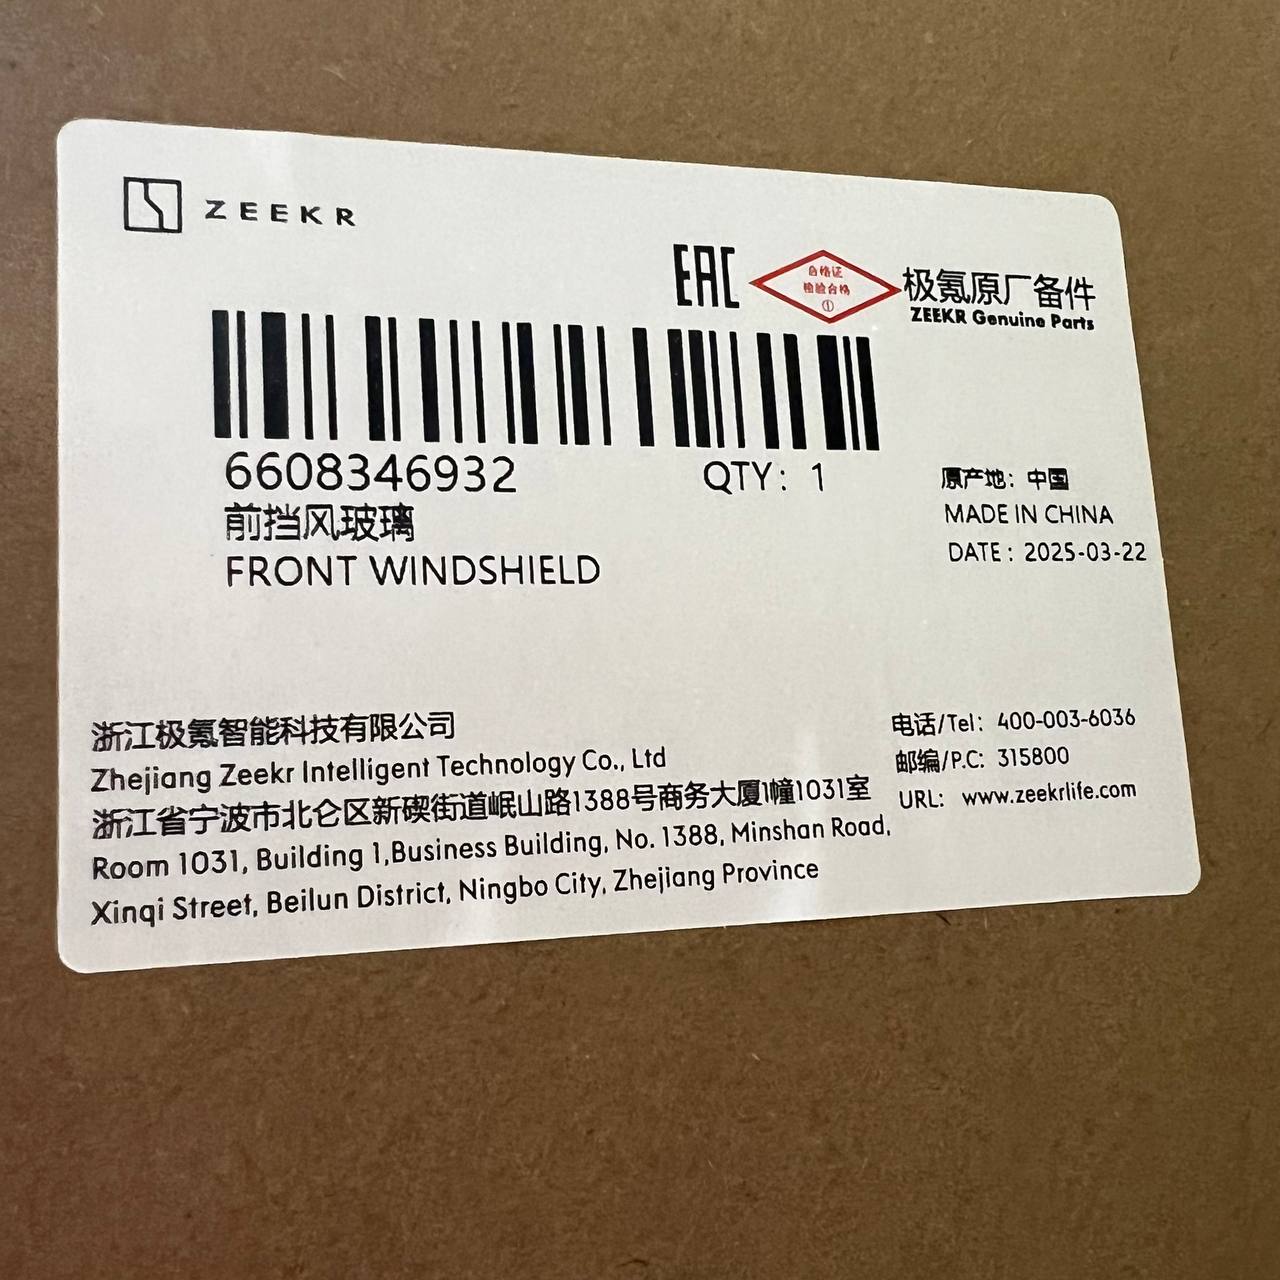 ZEEKR
EAC
合格证
检验合格
①
极氪原厂备件
ZEEKR Genuine Parts
6608346932
QTY: 1
前挡风玻璃
FRONT WINDSHIELD
原产地: 中国
MADE IN CHINA
DATE: 2025-03-22
浙江极氪智能科技有限公司
Zhejiang Zeekr Intelligent Technology Co., Ltd
浙江省宁波市北仑区新碶街道岷山路1388号商务大厦1幢1031室
Room 1031, Building 1,Business Building, No. 1388, Minshan Road,
Xinqi Street, Beilun District, Ningbo City, Zhejiang Province
电话/Tel: 400-003-6036
邮编/P.C: 315800
URL: www.zeekrlife.com